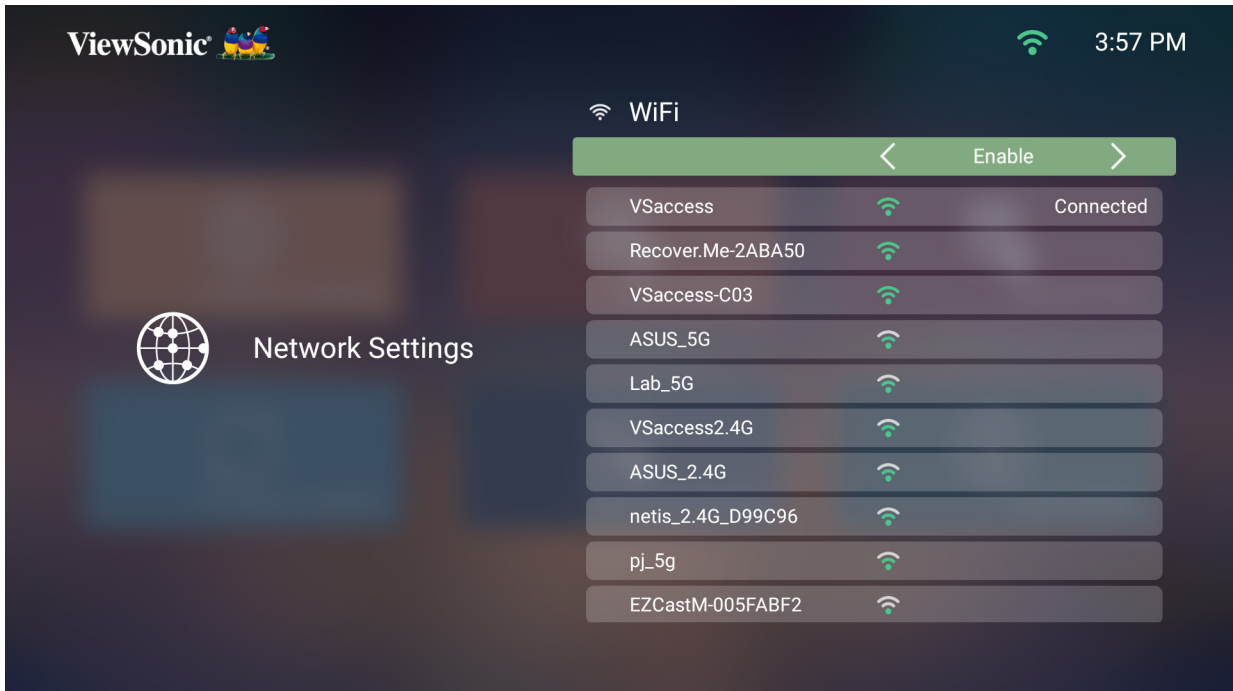 ViewSonic
3:57 PM
WiFi
Enable
VSaccess Connected
Recover.Me-2ABA50
VSaccess-C03
ASUS_5G
Network Settings
Lab_5G
VSaccess2.4G
ASUS_2.4G
netis_2.4G_D99C96
pj_5g
EZCastM-005FABF2